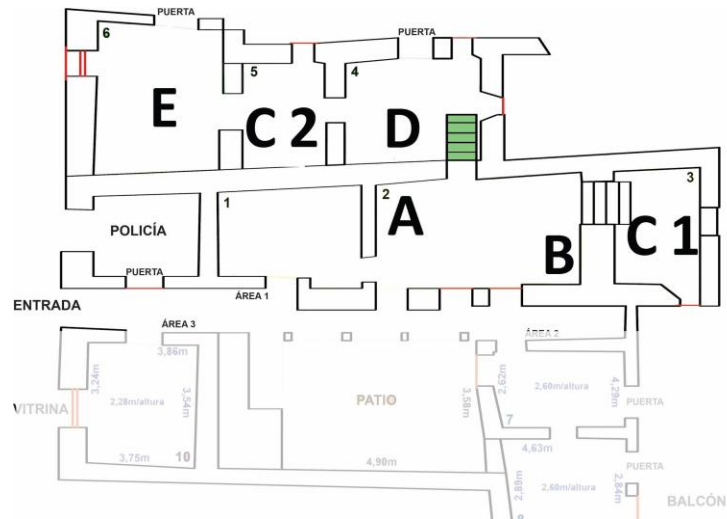 PUERTA
6
5
4
PUERTA
E
C 2
D
1
2
3
POLICÍA
A
B
C 1
PUERTA
ÁREA 1
ENTRADA
ÁREA 3
ÁREA 2
3,86m
3,24m
2,28m/altura
3,54m
VITRINA
PATIO
3,58m
2,62m
2,60m/altura
4,29m
PUERTA
7
3,75m
10
4,90m
4,63m
PUERTA
2,89m
2,60m/altura
2,84m
BALCÓN